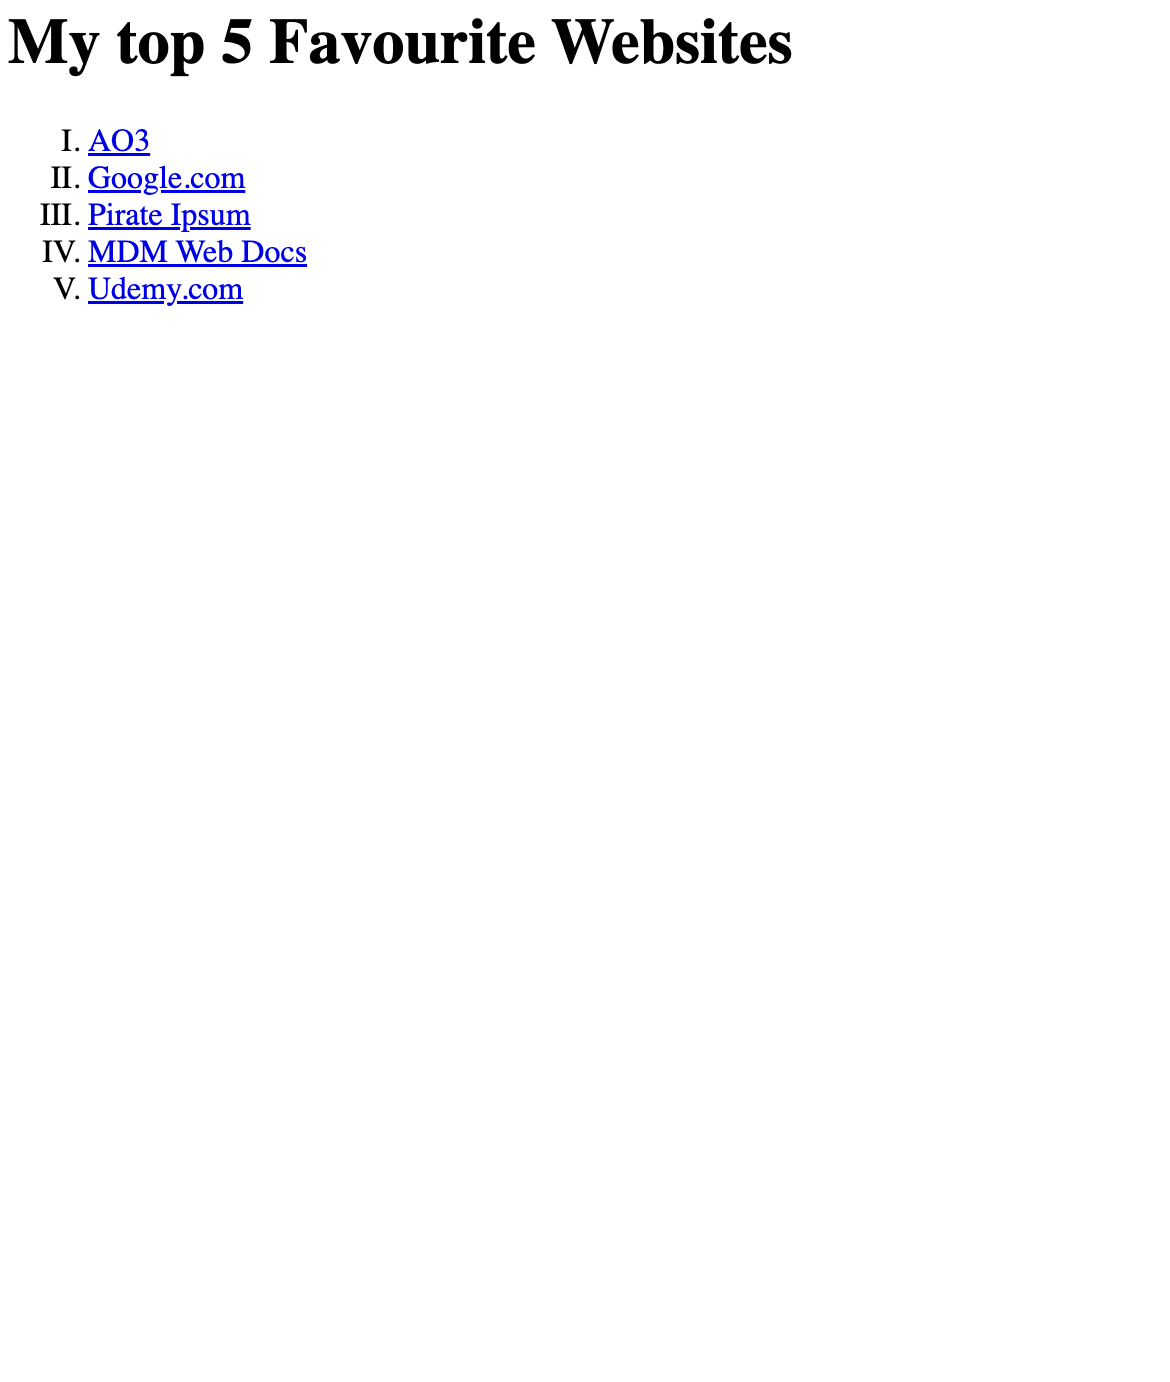 My top 5 Favourite Websites
I. AO3
II. Google.com
III. Pirate Ipsum
IV. MDM Web Docs
V. Udemy.com